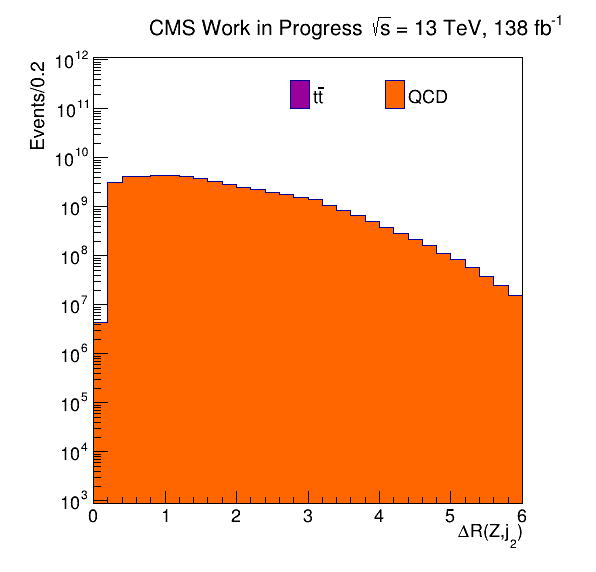 CMS Work in Progress √s = 13 TeV, 138 fb⁻¹
Events/0.2
tt̄
QCD
10¹²
10¹¹
10¹⁰
10⁹
10⁸
10⁷
10⁶
10⁵
10⁴
10³
0 1 2 3 4 5 6
ΔR(Z,j₂)